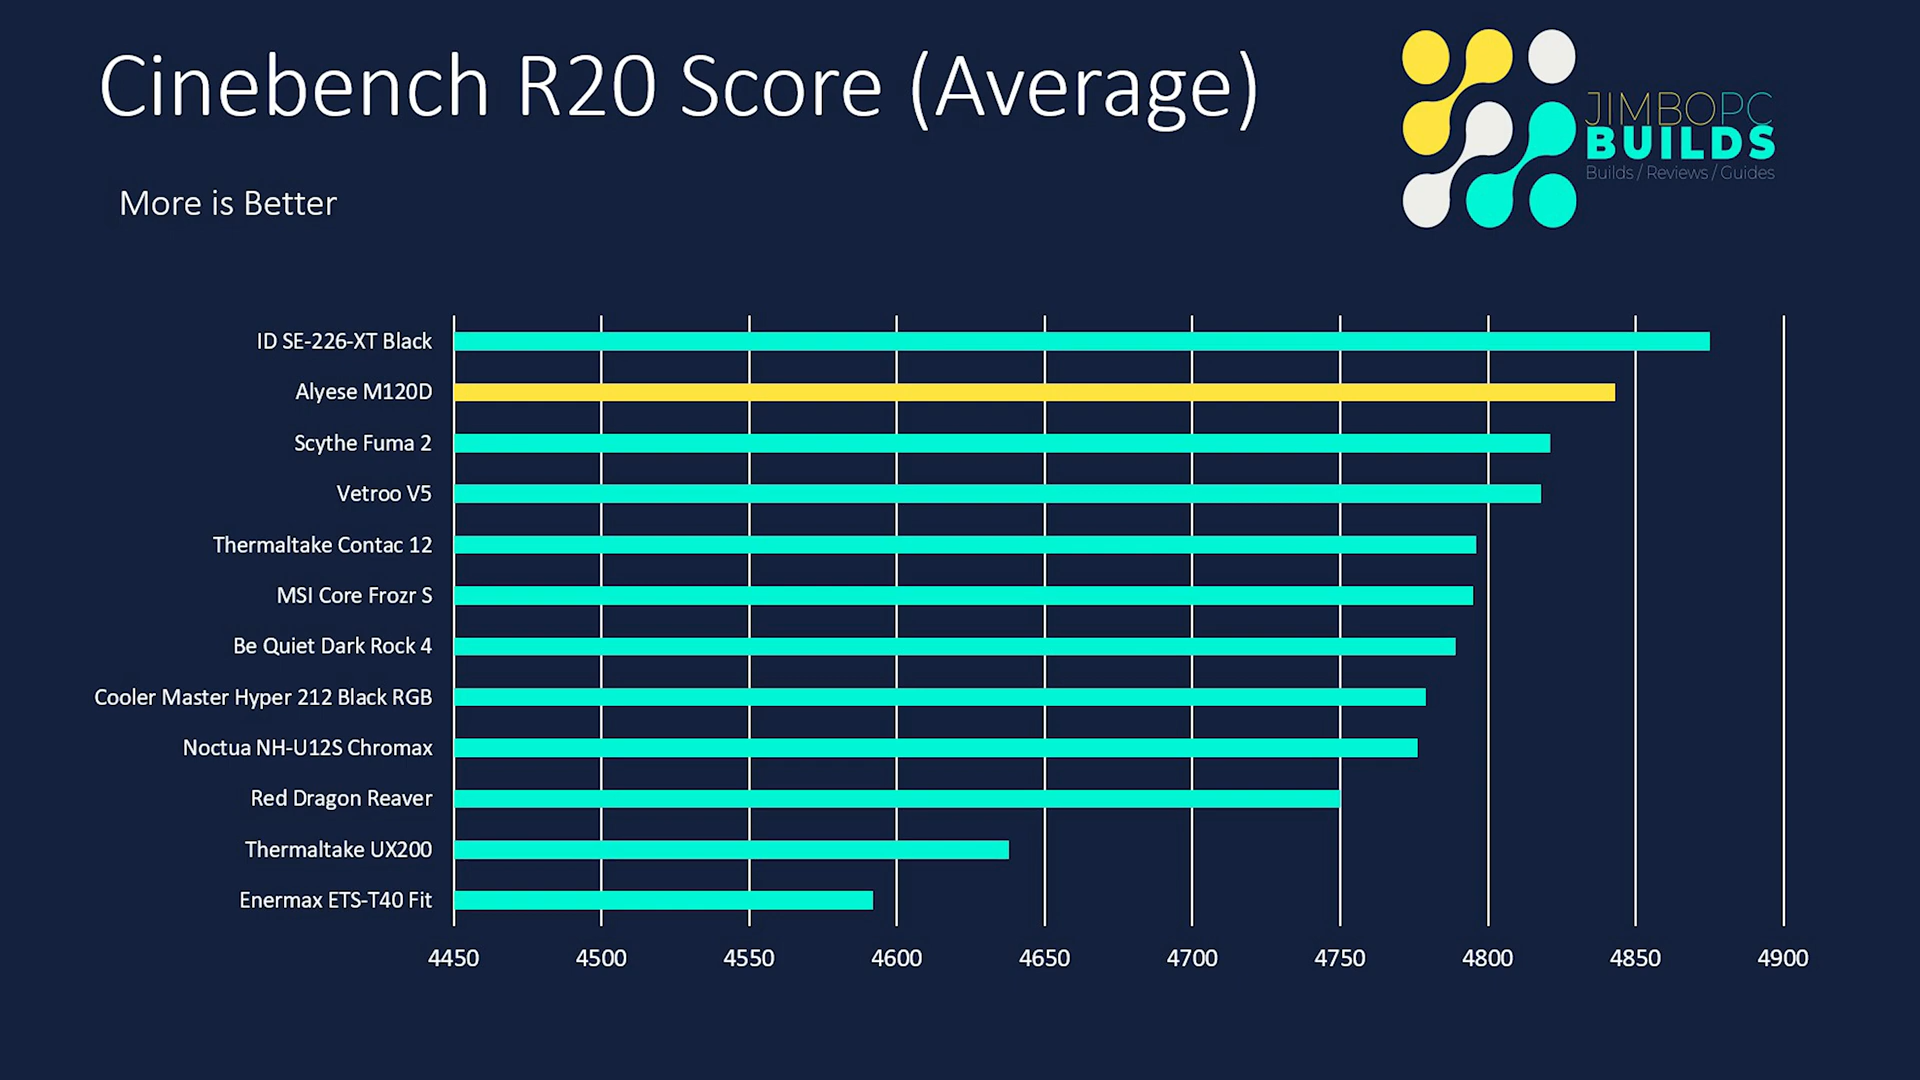 Cinebench R20 Score (Average)
JIMBOPC
BUILDS
Builds / Reviews / Guides
More is Better
ID SE-226-XT Black
Alyese M120D
Scythe Fuma 2
Vetroo V5
Thermaltake Contac 12
MSI Core Frozr S
Be Quiet Dark Rock 4
Cooler Master Hyper 212 Black RGB
Noctua NH-U12S Chromax
Red Dragon Reaver
Thermaltake UX200
Enermax ETS-T40 Fit
4450 4500 4550 4600 4650 4700 4750 4800 4850 4900